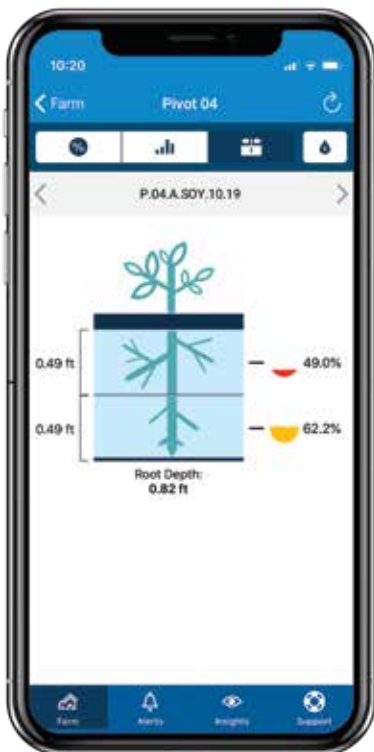 10:20
Farm
Pivot 04
%
P.04.A.SOY.10.19
0.49 ft
49.0%
0.49 ft
62.2%
Root Depth:
0.82 ft
Farm
Alerts
Insights
Support